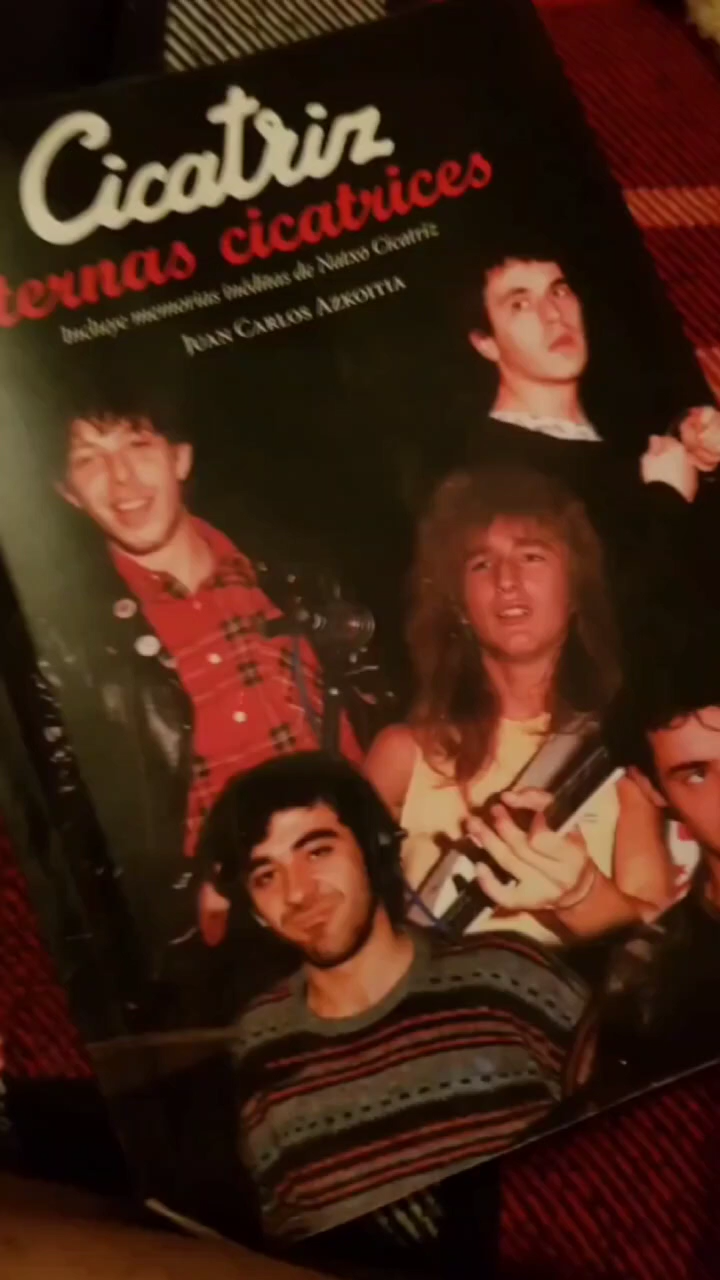 Cicatriz
ternas cicatrices
Incluye memorias inéditas de Natxo Cicatriz
Juan Carlos Azkoitia